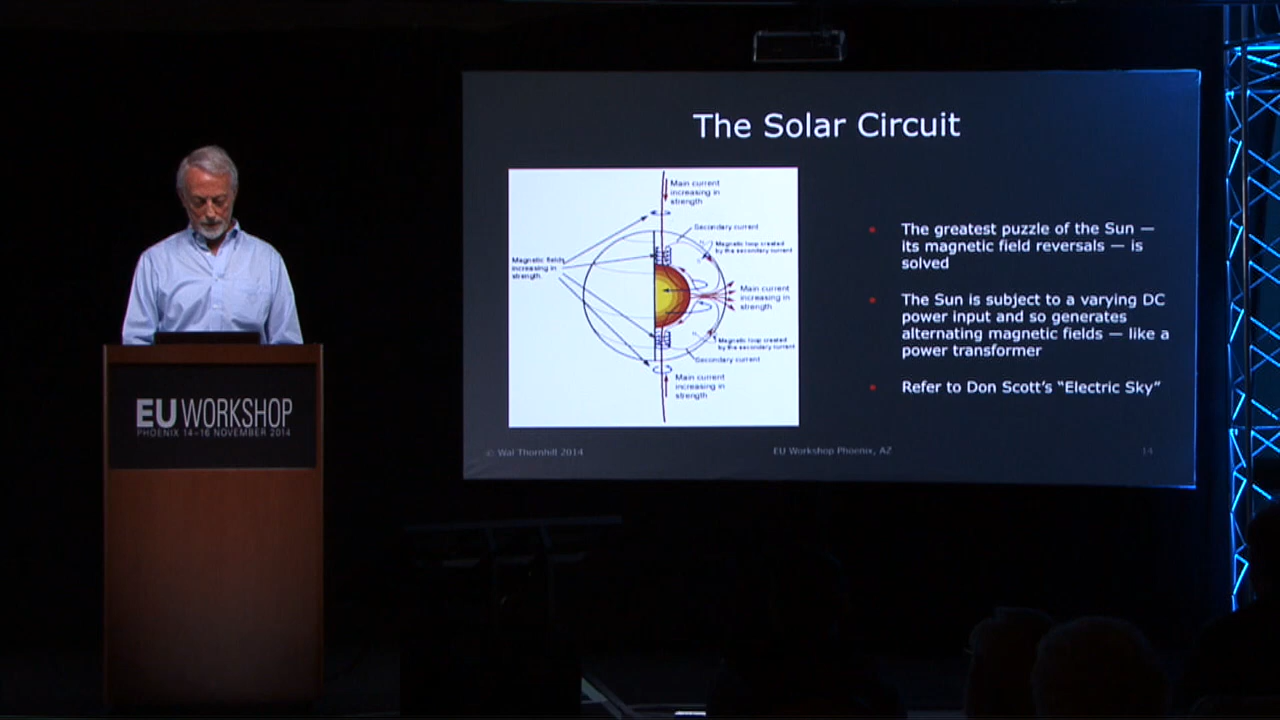 The Solar Circuit
Main current
increasing in
strength
Secondary current
Magnetic loop created
by the secondary current
Magnetic fields
increasing in
strength.
Main current
increasing in
strength
Magnetic loop created
by the secondary current
Secondary current
Main current
increasing in
strength
The greatest puzzle of the Sun —
its magnetic field reversals — is
solved
The Sun is subject to a varying DC
power input and so generates
alternating magnetic fields — like a
power transformer
Refer to Don Scott's “Electric Sky”
© Wal Thornhill 2014
EU Workshop Phoenix, AZ
14
EU WORKSHOP
PHOENIX 14-16 NOVEMBER 2014